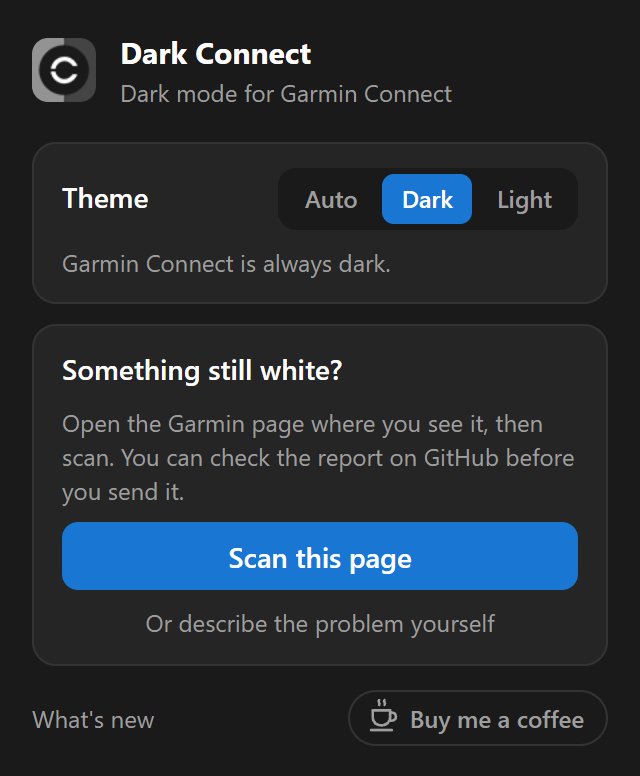 Dark Connect
Dark mode for Garmin Connect
Theme
Auto
Dark
Light
Garmin Connect is always dark.
Something still white?
Open the Garmin page where you see it, then
scan. You can check the report on GitHub before
you send it.
Scan this page
Or describe the problem yourself
What's new
Buy me a coffee